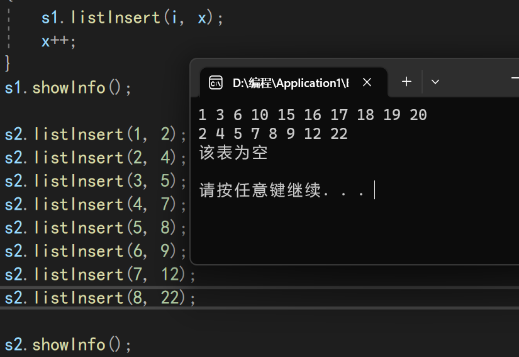 {
s1.listInsert(i, x);
x++;
}
s1.showInfo();
s2.listInsert(1, 2);
s2.listInsert(2, 4);
s2.listInsert(3, 5);
s2.listInsert(4, 7);
s2.listInsert(5, 8);
s2.listInsert(6, 9);
s2.listInsert(7, 12);
s2.listInsert(8, 22);
s2.showInfo();
D:\编程\Application1\
1 3 6 10 15 16 17 18 19 20
2 4 5 7 8 9 12 22
该表为空
请按任意键继续. . .